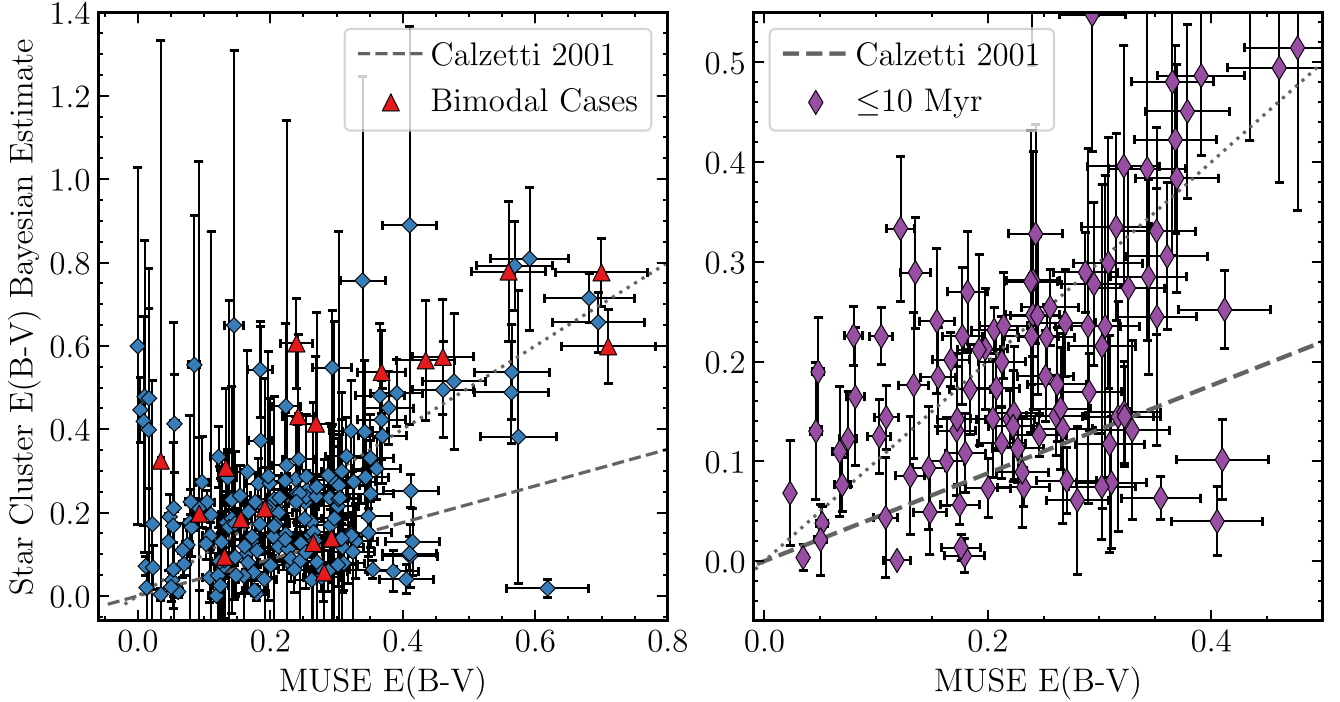 Star Cluster E(B-V) Bayesian Estimate
1.4
1.2
1.0
0.8
0.6
0.4
0.2
0.0
0.0 0.2 0.4 0.6 0.8
MUSE E(B-V)
Calzetti 2001
Bimodal Cases
0.5
0.4
0.3
0.2
0.1
0.0
0.0 0.2 0.4
MUSE E(B-V)
Calzetti 2001
≤10 Myr